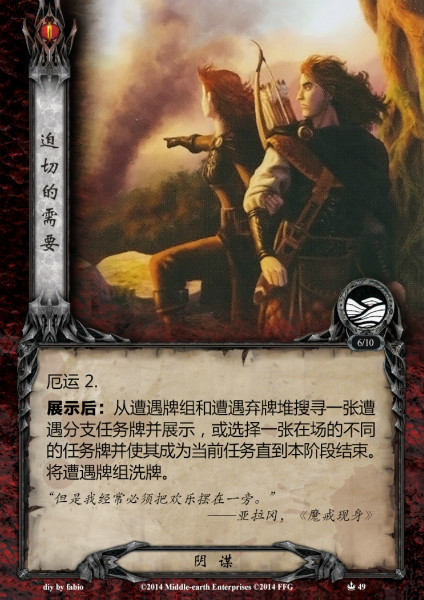 迫切的需要
6/10
厄运 2.
展示后：从遭遇牌组和遭遇弃牌堆搜寻一张遭
遇分支任务牌并展示，或选择一张在场的不同
的任务牌并使其成为当前任务直到本阶段结束。
将遭遇牌组洗牌。
“但是我经常必须把欢乐摆在一旁。”
——亚拉冈，《魔戒现身》
阴谋
diy by fabio ©2014 Middle-earth Enterprises ©2014 FFG 49